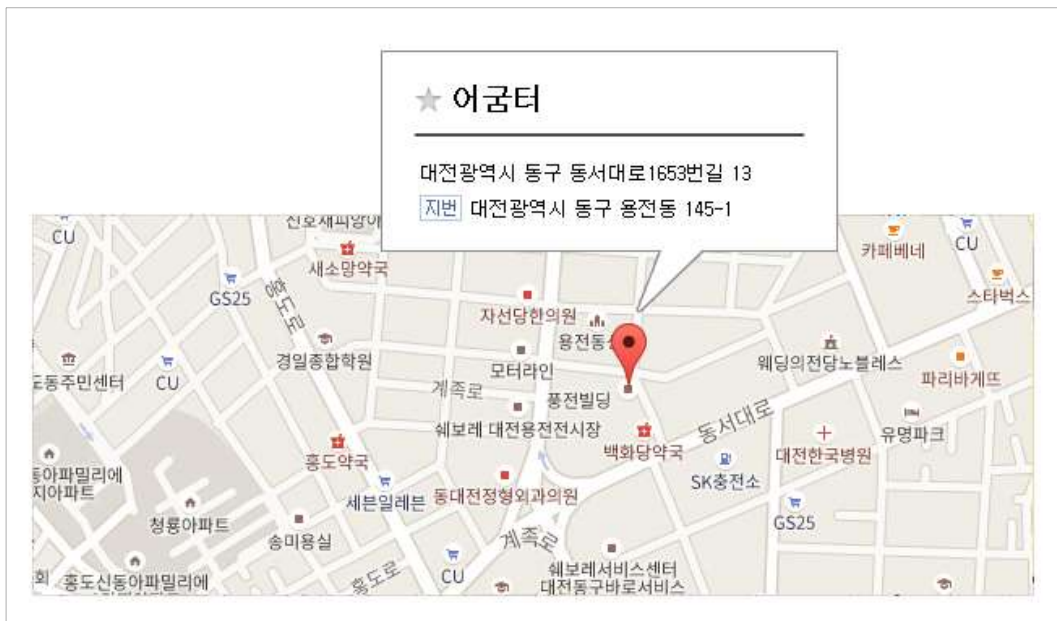 어굼터
대전광역시 동구 동서대로1653번길 13
지번 대전광역시 동구 용전동 145-1
CU
새소망약국
카페베네
CU
GS25
홍도로
스타벅스
자선당한의원
경일종합학원
모터라인
웨딩의전당노블레스
도동주민센터
CU
계족로
풍전빌딩
파리바게뜨
쉐보레 대전용전전시장
동서대로
유명파크
홍도약국
백화당약국
대전한국병원
SK충전소
지아파트
세븐일레븐
동대전정형외과의원
청룡아파트
송미용실
계족로
GS25
홍도신동아파밀리에
홍도로
CU
쉐보레서비스센터
대전동구바로서비스